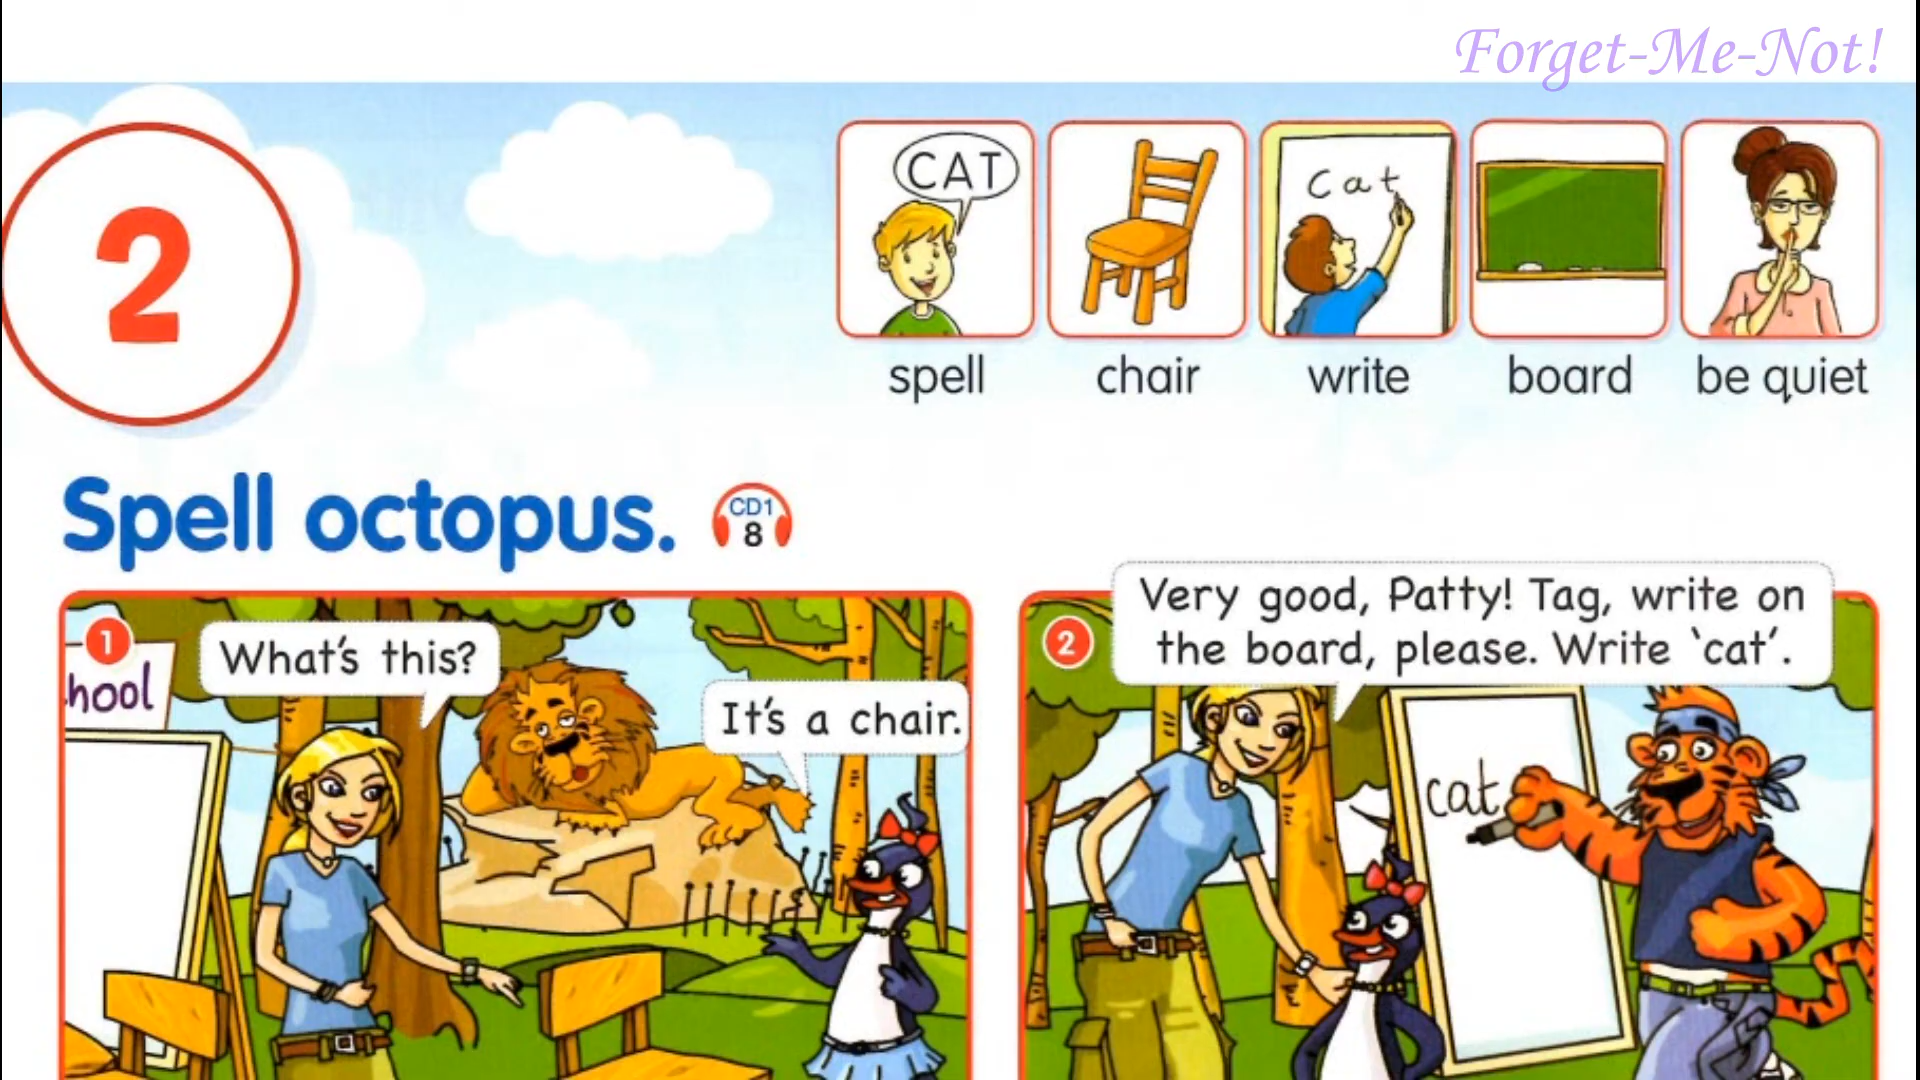 Forget-Me-Not!
2
CAT
Cat
spell
chair
write
board
be quiet
Spell octopus.
CD1
8
1
What's this?
hool
It's a chair.
2
Very good, Patty! Tag, write on
the board, please. Write 'cat'.
cat